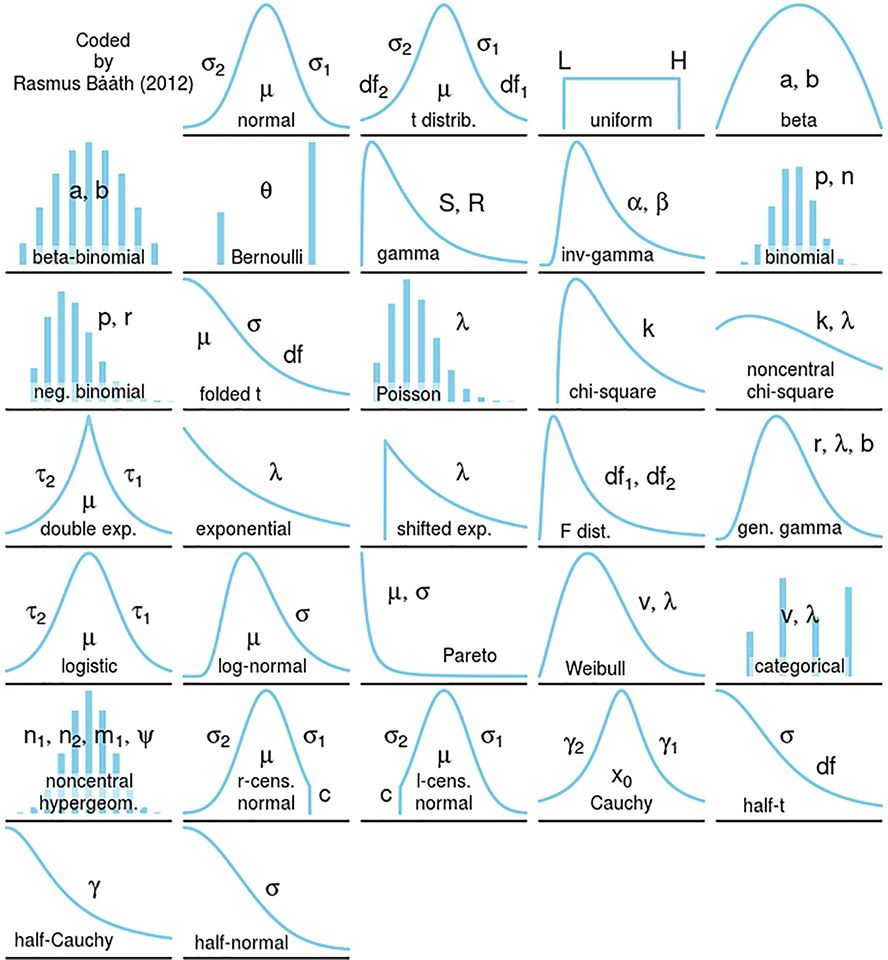 Coded
by
Rasmus Bååth (2012)
σ2 σ1
μ
normal
σ2 σ1
df2 μ df1
t distrib.
L H
uniform
a, b
beta
a, b
beta-binomial
θ
Bernoulli
S, R
gamma
α, β
inv-gamma
p, n
binomial
p, r
neg. binomial
μ σ df
folded t
λ
Poisson
k
chi-square
k, λ
noncentral
chi-square
τ2 τ1
μ
double exp.
λ
exponential
λ
shifted exp.
df1, df2
F dist.
r, λ, b
gen. gamma
τ2 τ1
μ
logistic
σ
μ
log-normal
μ, σ
Pareto
v, λ
Weibull
v, λ
categorical
n1, n2, m1, ψ
noncentral
hypergeom.
σ2 σ1
μ
r-cens.
normal c
σ2 σ1
μ
l-cens.
c normal
γ2 γ1
x0
Cauchy
σ
df
half-t
γ
half-Cauchy
σ
half-normal